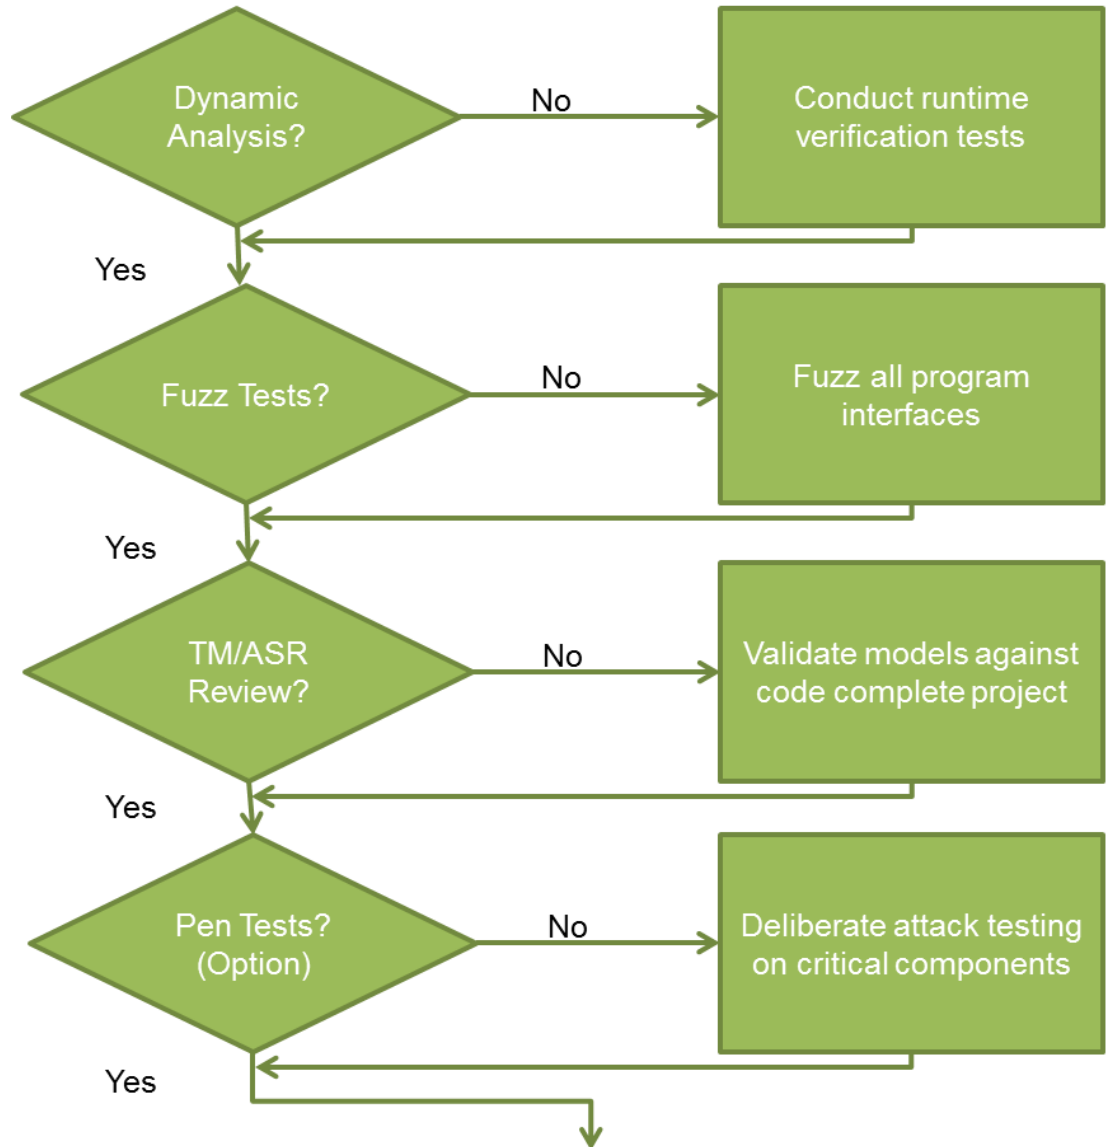 Dynamic
Analysis?
No
Conduct runtime
verification tests
Yes
Fuzz Tests?
No
Fuzz all program
interfaces
Yes
TM/ASR
Review?
No
Validate models against
code complete project
Yes
Pen Tests?
(Option)
No
Deliberate attack testing
on critical components
Yes